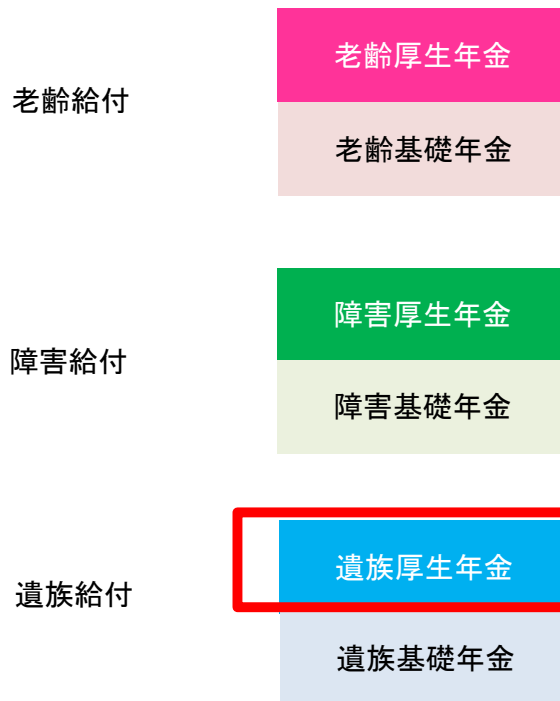 老齢厚生年金
老齢給付
老齢基礎年金
障害厚生年金
障害給付
障害基礎年金
遺族厚生年金
遺族給付
遺族基礎年金